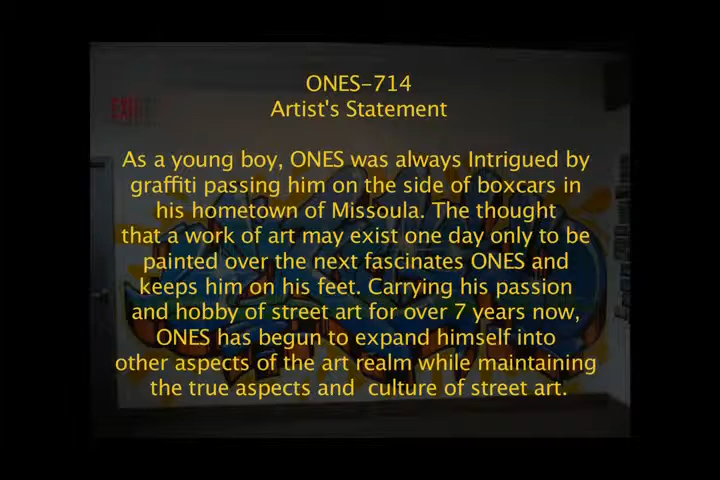 ONES-714
Artist's Statement
As a young boy, ONES was always Intrigued by
graffiti passing him on the side of boxcars in
his hometown of Missoula. The thought
that a work of art may exist one day only to be
painted over the next fascinates ONES and
keeps him on his feet. Carrying his passion
and hobby of street art for over 7 years now,
ONES has begun to expand himself into
other aspects of the art realm while maintaining
the true aspects and  culture of street art.